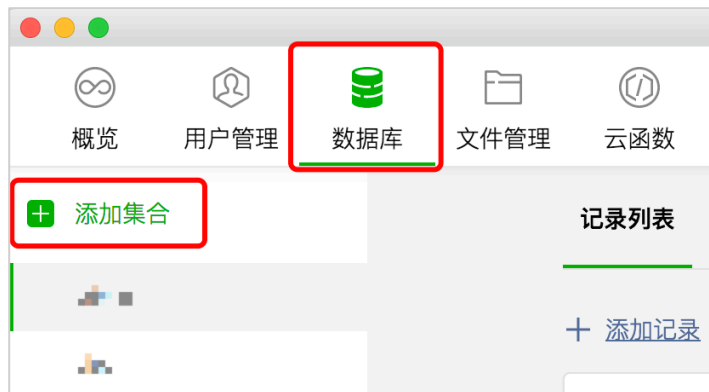 概览
用户管理
数据库
文件管理
云函数
添加集合
记录列表
添加记录